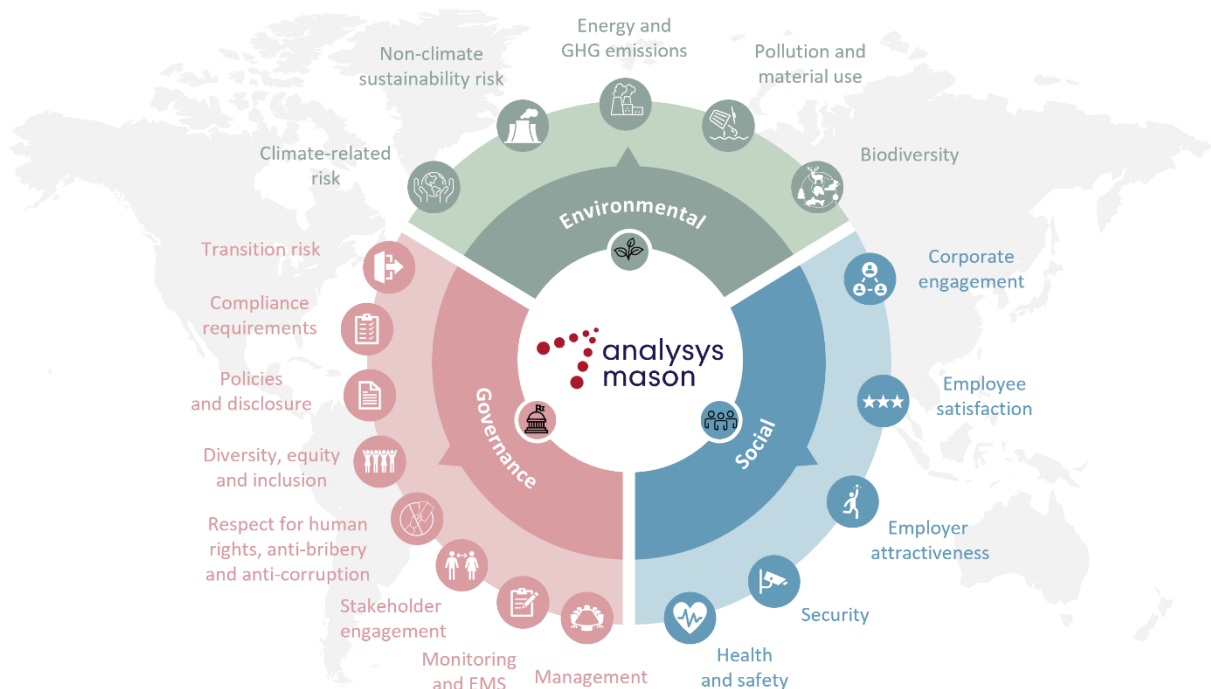 Energy and
GHG emissions
Non-climate
sustainability risk
Pollution and
material use
Climate-related
risk
Biodiversity
Environmental
Transition risk
Corporate
engagement
Compliance
requirements
analysys
mason
Policies
and disclosure
Employee
satisfaction
Governance
Social
Diversity, equity
and inclusion
Respect for human
rights, anti-bribery
and anti-corruption
Employer
attractiveness
Stakeholder
engagement
Security
Monitoring
and EMS
Management
Health
and safety